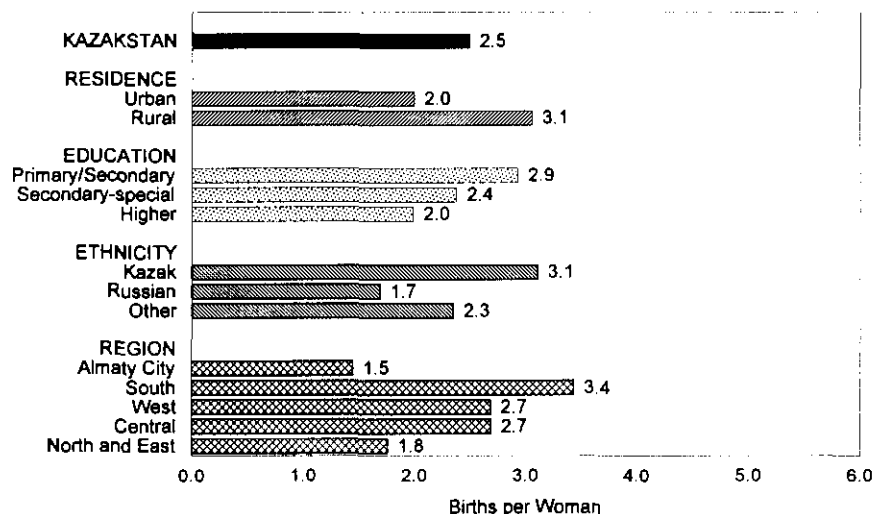 KAZAKSTAN 2.5
RESIDENCE
Urban 2.0
Rural 3.1
EDUCATION
Primary/Secondary 2.9
Secondary-special 2.4
Higher 2.0
ETHNICITY
Kazak 3.1
Russian 1.7
Other 2.3
REGION
Almaty City 1.5
South 3.4
West 2.7
Central 2.7
North and East 1.8
0.0 1.0 2.0 3.0 4.0 5.0 6.0
Births per Woman